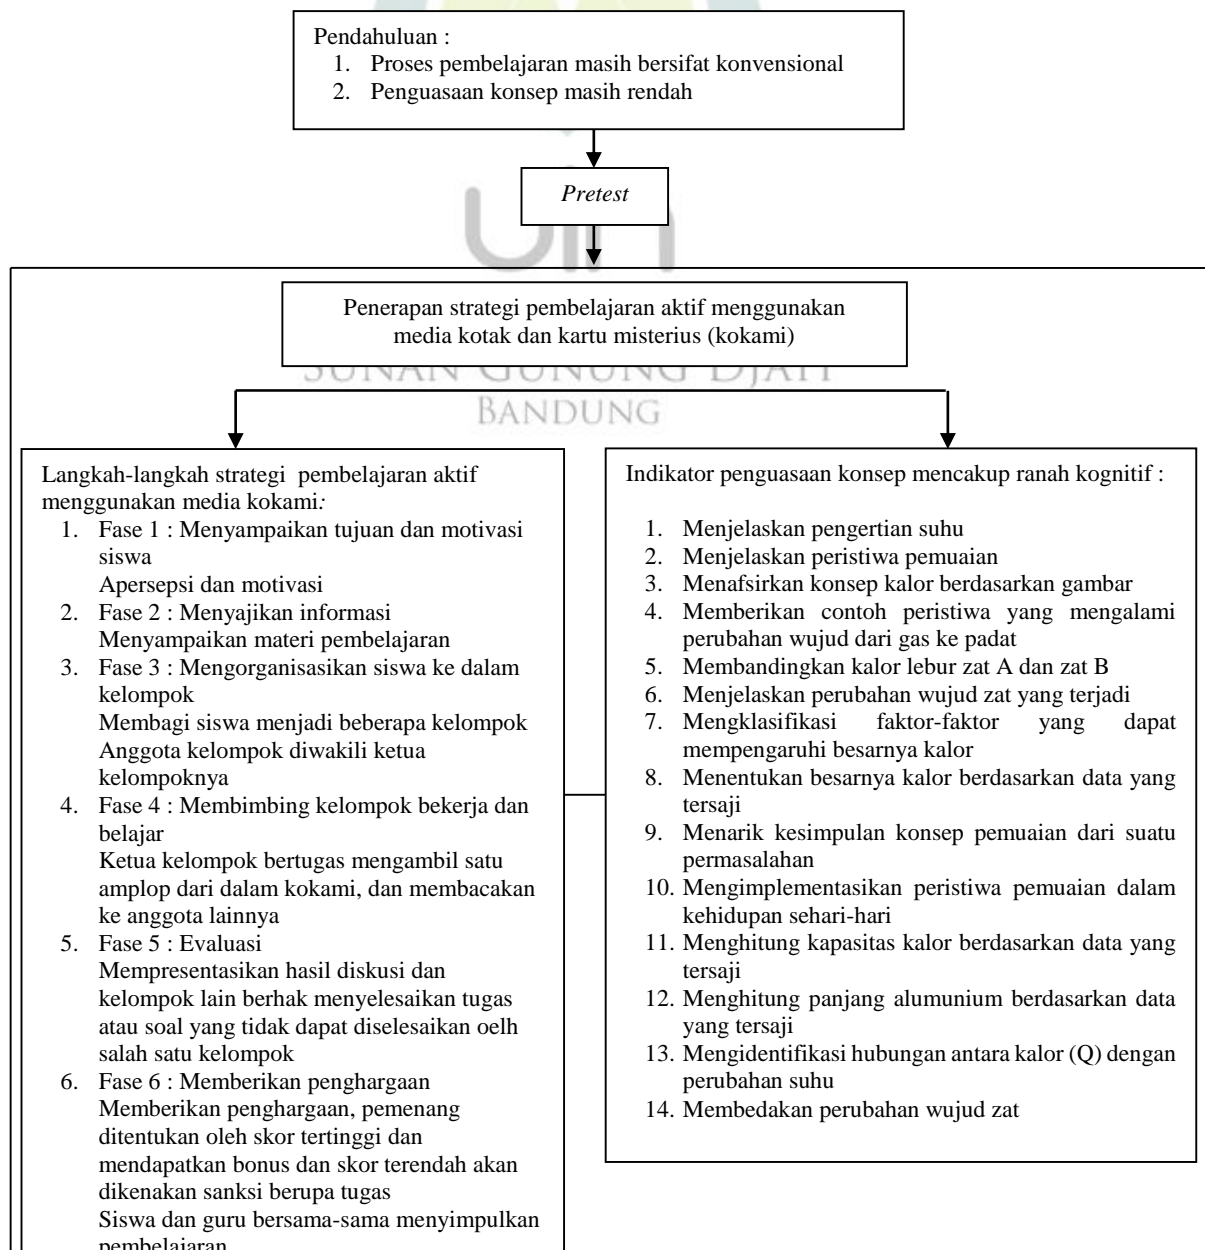 Pendahuluan :
1. Proses pembelajaran masih bersifat konvensional
2. Penguasaan konsep masih rendah
Pretest
uin
Penerapan strategi pembelajaran aktif menggunakan
media kotak dan kartu misterius (kokami)
SUNAN GUNUNG DJATI
BANDUNG
Langkah-langkah strategi pembelajaran aktif
menggunakan media kokami:
1. Fase 1 : Menyampaikan tujuan dan motivasi
siswa
Apersepsi dan motivasi
2. Fase 2 : Menyajikan informasi
Menyampaikan materi pembelajaran
3. Fase 3 : Mengorganisasikan siswa ke dalam
kelompok
Membagi siswa menjadi beberapa kelompok
Anggota kelompok diwakili ketua
kelompoknya
4. Fase 4 : Membimbing kelompok bekerja dan
belajar
Ketua kelompok bertugas mengambil satu
amplop dari dalam kokami, dan membacakan
ke anggota lainnya
5. Fase 5 : Evaluasi
Mempresentasikan hasil diskusi dan
kelompok lain berhak menyelesaikan tugas
atau soal yang tidak dapat diselesaikan oelh
salah satu kelompok
6. Fase 6 : Memberikan penghargaan
Memberikan penghargaan, pemenang
ditentukan oleh skor tertinggi dan
mendapatkan bonus dan skor terendah akan
dikenakan sanksi berupa tugas
Siswa dan guru bersama-sama menyimpulkan
pembelajaran
Indikator penguasaan konsep mencakup ranah kognitif :
1. Menjelaskan pengertian suhu
2. Menjelaskan peristiwa pemuaian
3. Menafsirkan konsep kalor berdasarkan gambar
4. Memberikan contoh peristiwa yang mengalami
perubahan wujud dari gas ke padat
5. Membandingkan kalor lebur zat A dan zat B
6. Menjelaskan perubahan wujud zat yang terjadi
7. Mengklasifikasi faktor-faktor yang dapat
mempengaruhi besarnya kalor
8. Menentukan besarnya kalor berdasarkan data yang
tersaji
9. Menarik kesimpulan konsep pemuaian dari suatu
permasalahan
10. Mengimplementasikan peristiwa pemuaian dalam
kehidupan sehari-hari
11. Menghitung kapasitas kalor berdasarkan data yang
tersaji
12. Menghitung panjang alumunium berdasarkan data
yang tersaji
13. Mengidentifikasi hubungan antara kalor (Q) dengan
perubahan suhu
14. Membedakan perubahan wujud zat